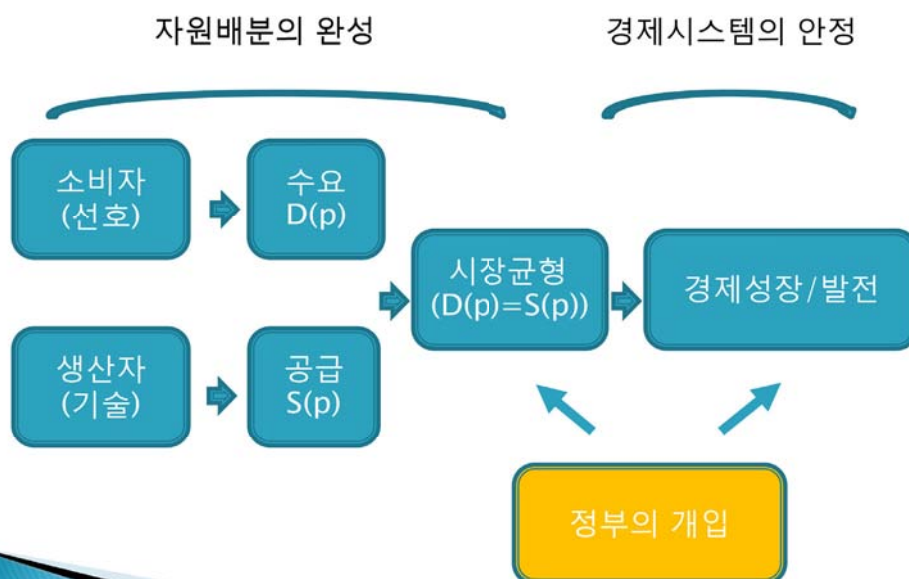 자원배분의 완성
경제시스템의 안정
소비자
(선호)
수요
D(p)
생산자
(기술)
공급
S(p)
시장균형
(D(p)=S(p))
경제성장/발전
정부의 개입